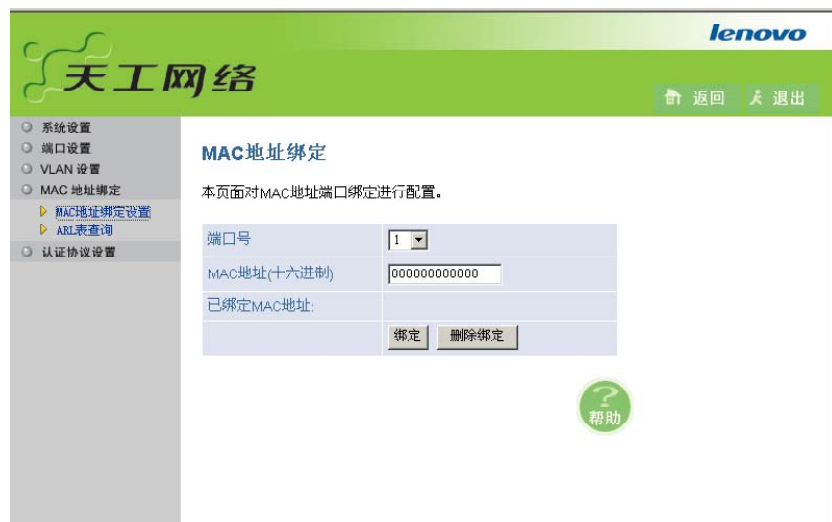 lenovo
天工网络
返回 退出
系统设置
端口设置
VLAN 设置
MAC 地址绑定
MAC地址绑定设置
ARL表查询
认证协议设置
MAC地址绑定
本页面对MAC地址端口绑定进行配置。
端口号 1
MAC地址(十六进制) 000000000000
已绑定MAC地址:
绑定 删除绑定
?
帮助